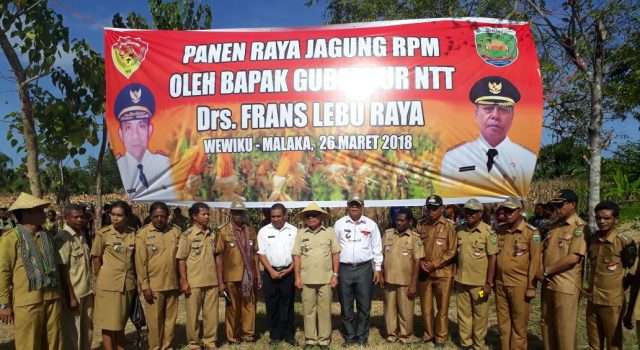 PANEN RAYA JAGUNG RPM
OLEH BAPAK GUBERNUR NTT
Drs. FRANS LEBU RAYA
WEWIKU - MALAKA, 26 MARET 2018